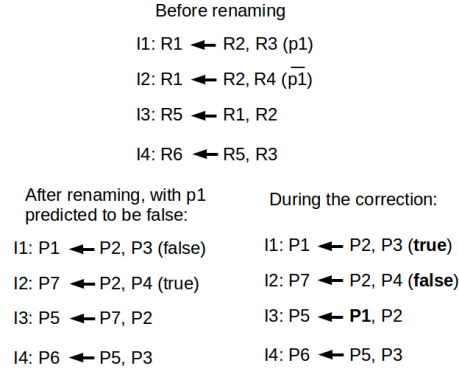 Before renaming
I1: R1 ← R2, R3 (p1)
I2: R1 ← R2, R4 (p̅1̅)
I3: R5 ← R1, R2
I4: R6 ← R5, R3
After renaming, with p1
predicted to be false:
I1: P1 ← P2, P3 (false)
I2: P7 ← P2, P4 (true)
I3: P5 ← P7, P2
I4: P6 ← P5, P3
During the correction:
I1: P1 ← P2, P3 (true)
I2: P7 ← P2, P4 (false)
I3: P5 ← P1, P2
I4: P6 ← P5, P3